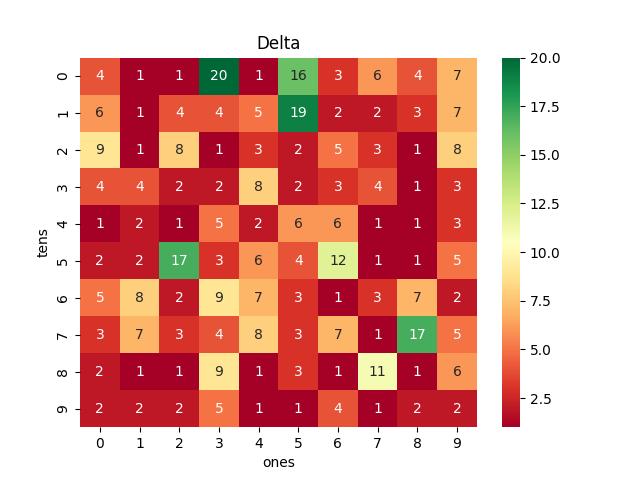 Delta
0 4 1 1 20 1 16 3 6 4 7
1 6 1 4 4 5 19 2 2 3 7
2 9 1 8 1 3 2 5 3 1 8
3 4 4 2 2 8 2 3 4 1 3
4 1 2 1 5 2 6 6 1 1 3
5 2 2 17 3 6 4 12 1 1 5
6 5 8 2 9 7 3 1 3 7 2
7 3 7 3 4 8 3 7 1 17 5
8 2 1 1 9 1 3 1 11 1 6
9 2 2 2 5 1 1 4 1 2 2
0 1 2 3 4 5 6 7 8 9
ones
tens
20.0
17.5
15.0
12.5
10.0
7.5
5.0
2.5